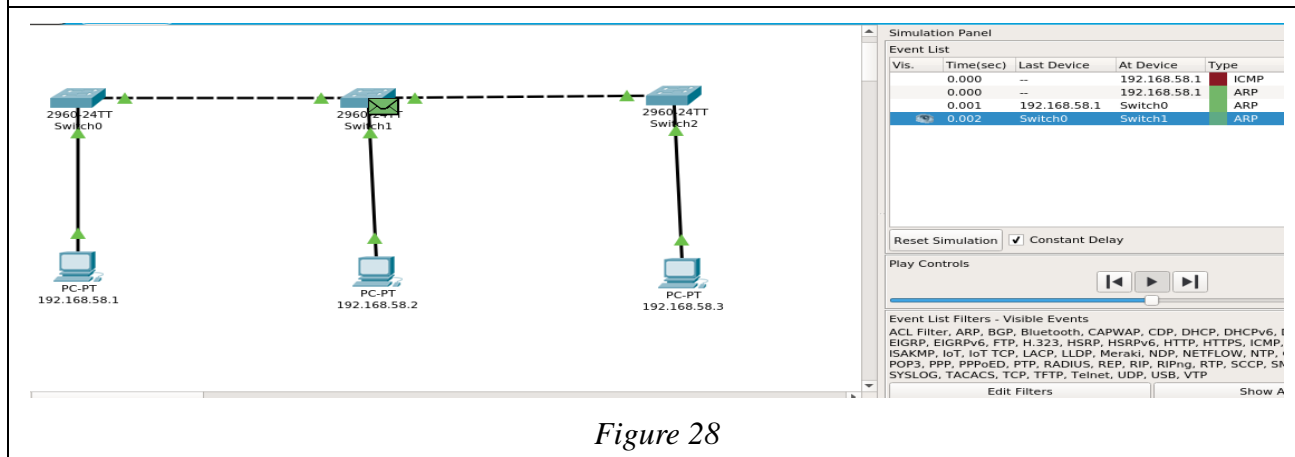 2960-24TT
Switch0
2960-24TT
Switch1
2960-24TT
Switch2
PC-PT
192.168.58.1
PC-PT
192.168.58.2
PC-PT
192.168.58.3
Simulation Panel
Event List
Vis. Time(sec) Last Device At Device Type
0.000 -- 192.168.58.1 ICMP
0.000 -- 192.168.58.1 ARP
0.001 192.168.58.1 Switch0 ARP
0.002 Switch0 Switch1 ARP
Reset Simulation Constant Delay
Play Controls
Event List Filters - Visible Events
ACL Filter, ARP, BGP, Bluetooth, CAPWAP, CDP, DHCP, DHCPv6,
EIGRP, EIGRPv6, FTP, H.323, HSRP, HSRPv6, HTTP, HTTPS, ICMP,
ISAKMP, IoT, IoT TCP, LACP, LLDP, Meraki, NDP, NETFLOW, NTP,
POP3, PPP, PPPoED, PTP, RADIUS, REP, RIP, RIPng, RTP, SCCP,
SYSLOG, TACACS, TCP, TFTP, Telnet, UDP, USB, VTP
Edit Filters Show
Figure 28